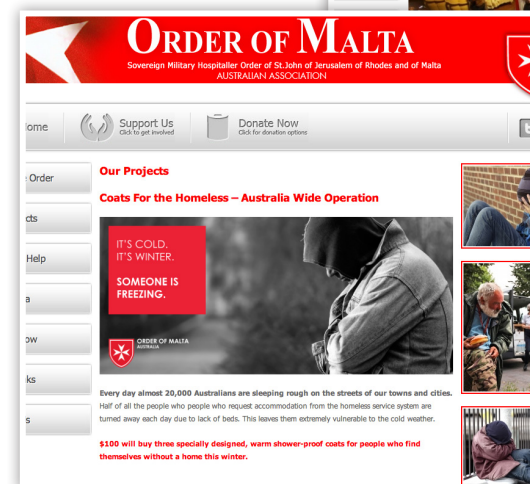 ORDER OF MALTA
Sovereign Military Hospitaller Order of St.John of Jerusalem of Rhodes and of Malta
AUSTRALIAN ASSOCIATION
ome
Support Us
Click to get involved
Donate Now
Click for donation options
Order
cts
Help
a
ow
ks
s
Our Projects
Coats For the Homeless – Australia Wide Operation
IT'S COLD.
IT'S WINTER.
SOMEONE IS
FREEZING.
ORDER OF MALTA
AUSTRALIA
Every day almost 20,000 Australians are sleeping rough on the streets of our towns and cities.
Half of all the people who people who request accommodation from the homeless service system are
turned away each day due to lack of beds. This leaves them extremely vulnerable to the cold weather.
$100 will buy three specially designed, warm shower-proof coats for people who find
themselves without a home this winter.